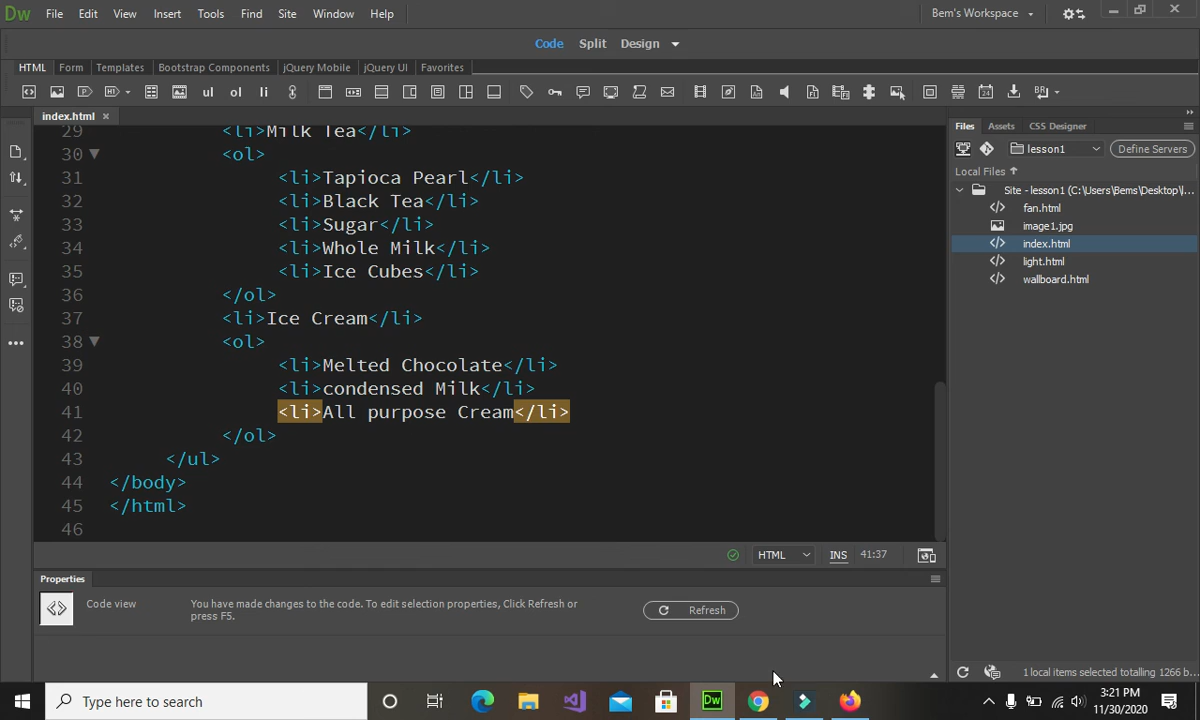 Dw File Edit View Insert Tools Find Site Window Help Bem's Workspace
Code Split Design
HTML Form Templates Bootstrap Components jQuery Mobile jQuery UI Favorites
ul ol li
index.html
29 <li>Milk Tea</li>
30 <ol>
31 <li>Tapioca Pearl</li>
32 <li>Black Tea</li>
33 <li>Sugar</li>
34 <li>Whole Milk</li>
35 <li>Ice Cubes</li>
36 </ol>
37 <li>Ice Cream</li>
38 <ol>
39 <li>Melted Chocolate</li>
40 <li>condensed Milk</li>
41 <li>All purpose Cream</li>
42 </ol>
43 </ul>
44 </body>
45 </html>
46
HTML INS 41:37
Properties
Code view
You have made changes to the code. To edit selection properties, Click Refresh or
press F5.
Refresh
Files Assets CSS Designer
lesson1 Define Servers
Local Files
Site - lesson1 (C:\Users\Bems\Desktop\l...
fan.html
image1.jpg
index.html
light.html
wallboard.html
1 local items selected totalling 1266 b...
Type here to search
Dw
3:21 PM
11/30/2020